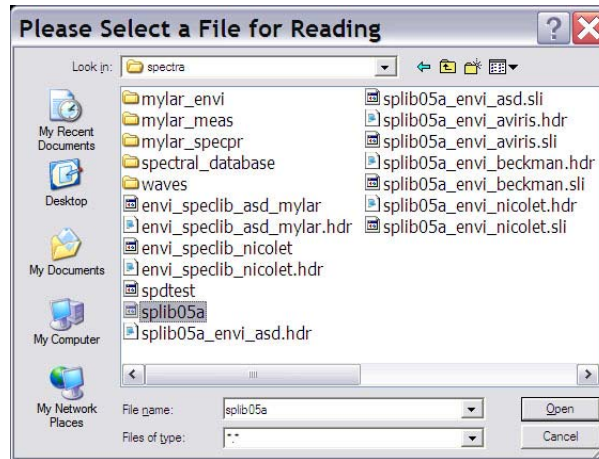 Please Select a File for Reading
Look in: spectra
My Recent Documents
Desktop
My Documents
My Computer
My Network Places
mylar_envi
mylar_meas
mylar_specpr
spectral_database
waves
envi_speclib_asd_mylar
envi_speclib_asd_mylar.hdr
envi_speclib_nicolet
envi_speclib_nicolet.hdr
spdtest
splib05a
splib05a_envi_asd.hdr
splib05a_envi_asd.sli
splib05a_envi_aviris.hdr
splib05a_envi_aviris.sli
splib05a_envi_beckman.hdr
splib05a_envi_beckman.sli
splib05a_envi_nicolet.hdr
splib05a_envi_nicolet.sli
File name: splib05a
Open
Files of type: *.*
Cancel